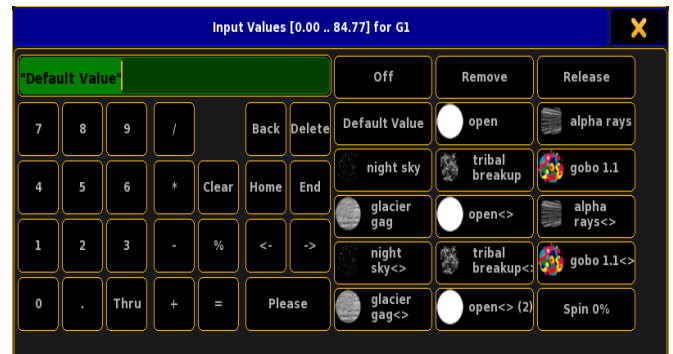 Input Values [0.00 .. 84.77] for G1
X
"Default Value"
Off
Remove
Release
7
8
9
/
Back
Delete
Default Value
open
alpha rays
4
5
6
*
Clear
Home
End
night sky
tribal
breakup
gobo 1.1
1
2
3
-
%
<-
->
glacier
gag
open<>
alpha
rays<>
night
sky<>
tribal
breakup<>
gobo 1.1<>
0
.
Thru
+
=
Please
glacier
gag<>
open<> (2)
Spin 0%